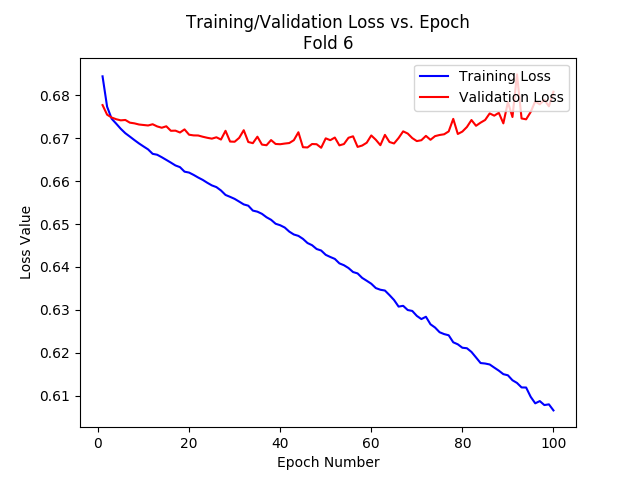 Training/Validation Loss vs. Epoch
Fold 6
Training Loss
Validation Loss
0.68
0.67
0.66
0.65
0.64
0.63
0.62
0.61
Loss Value
0
20
40
60
80
100
Epoch Number